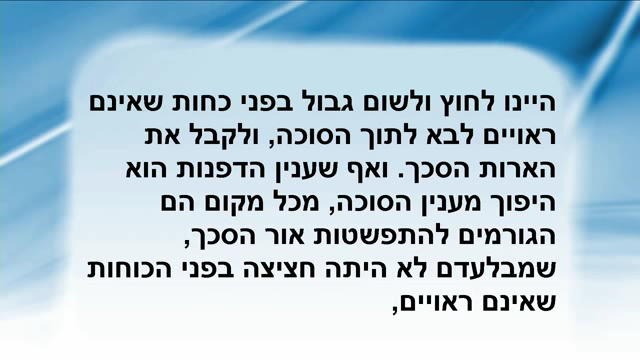 היינו לחוץ ולשום גבול בפני כחות שאינם
ראויים לבא לתוך הסוכה, ולקבל את
הארות הסכך. ואף שענין הדפנות הוא
היפוך מענין הסוכה, מכל מקום הם
הגורמים להתפשטות אור הסכך,
שמבלעדם לא היתה חציצה בפני הכוחות
שאינם ראויים,